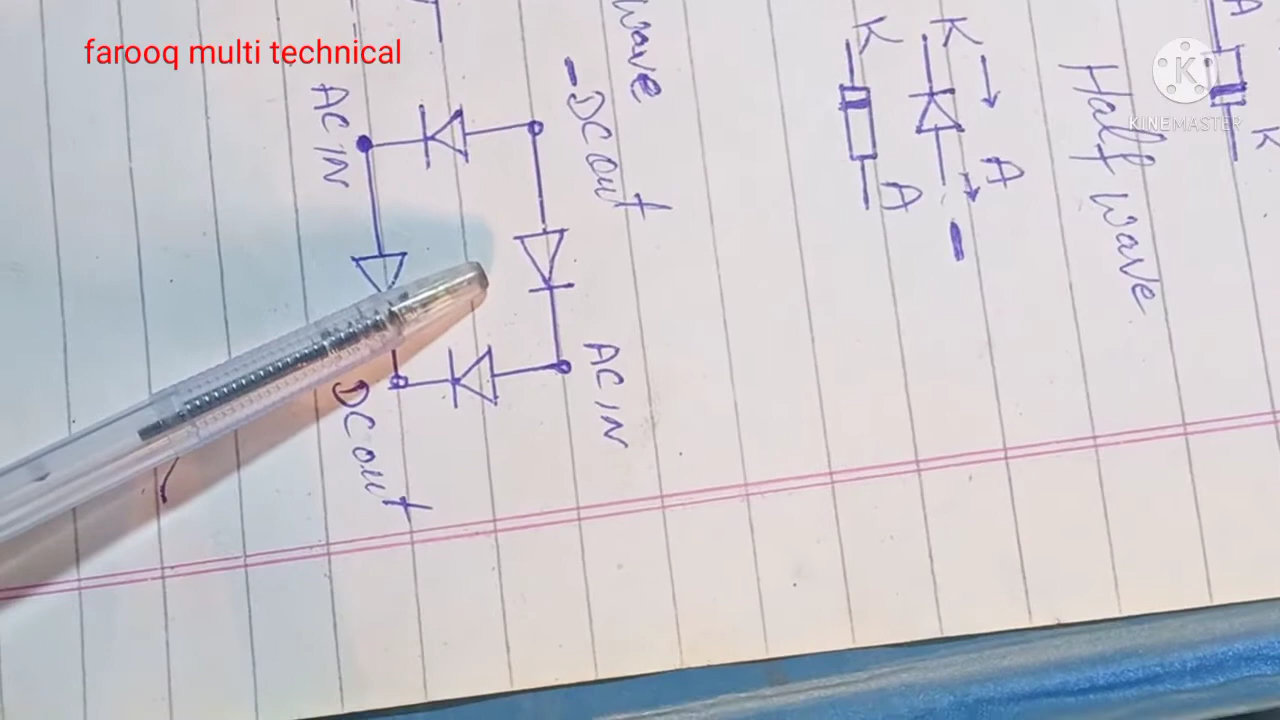 farooq multi technical
KINEMASTER
K
A
K
Half wave
K
A
K
A
-
wave
-DC out
AC IN
AC IN
DC out